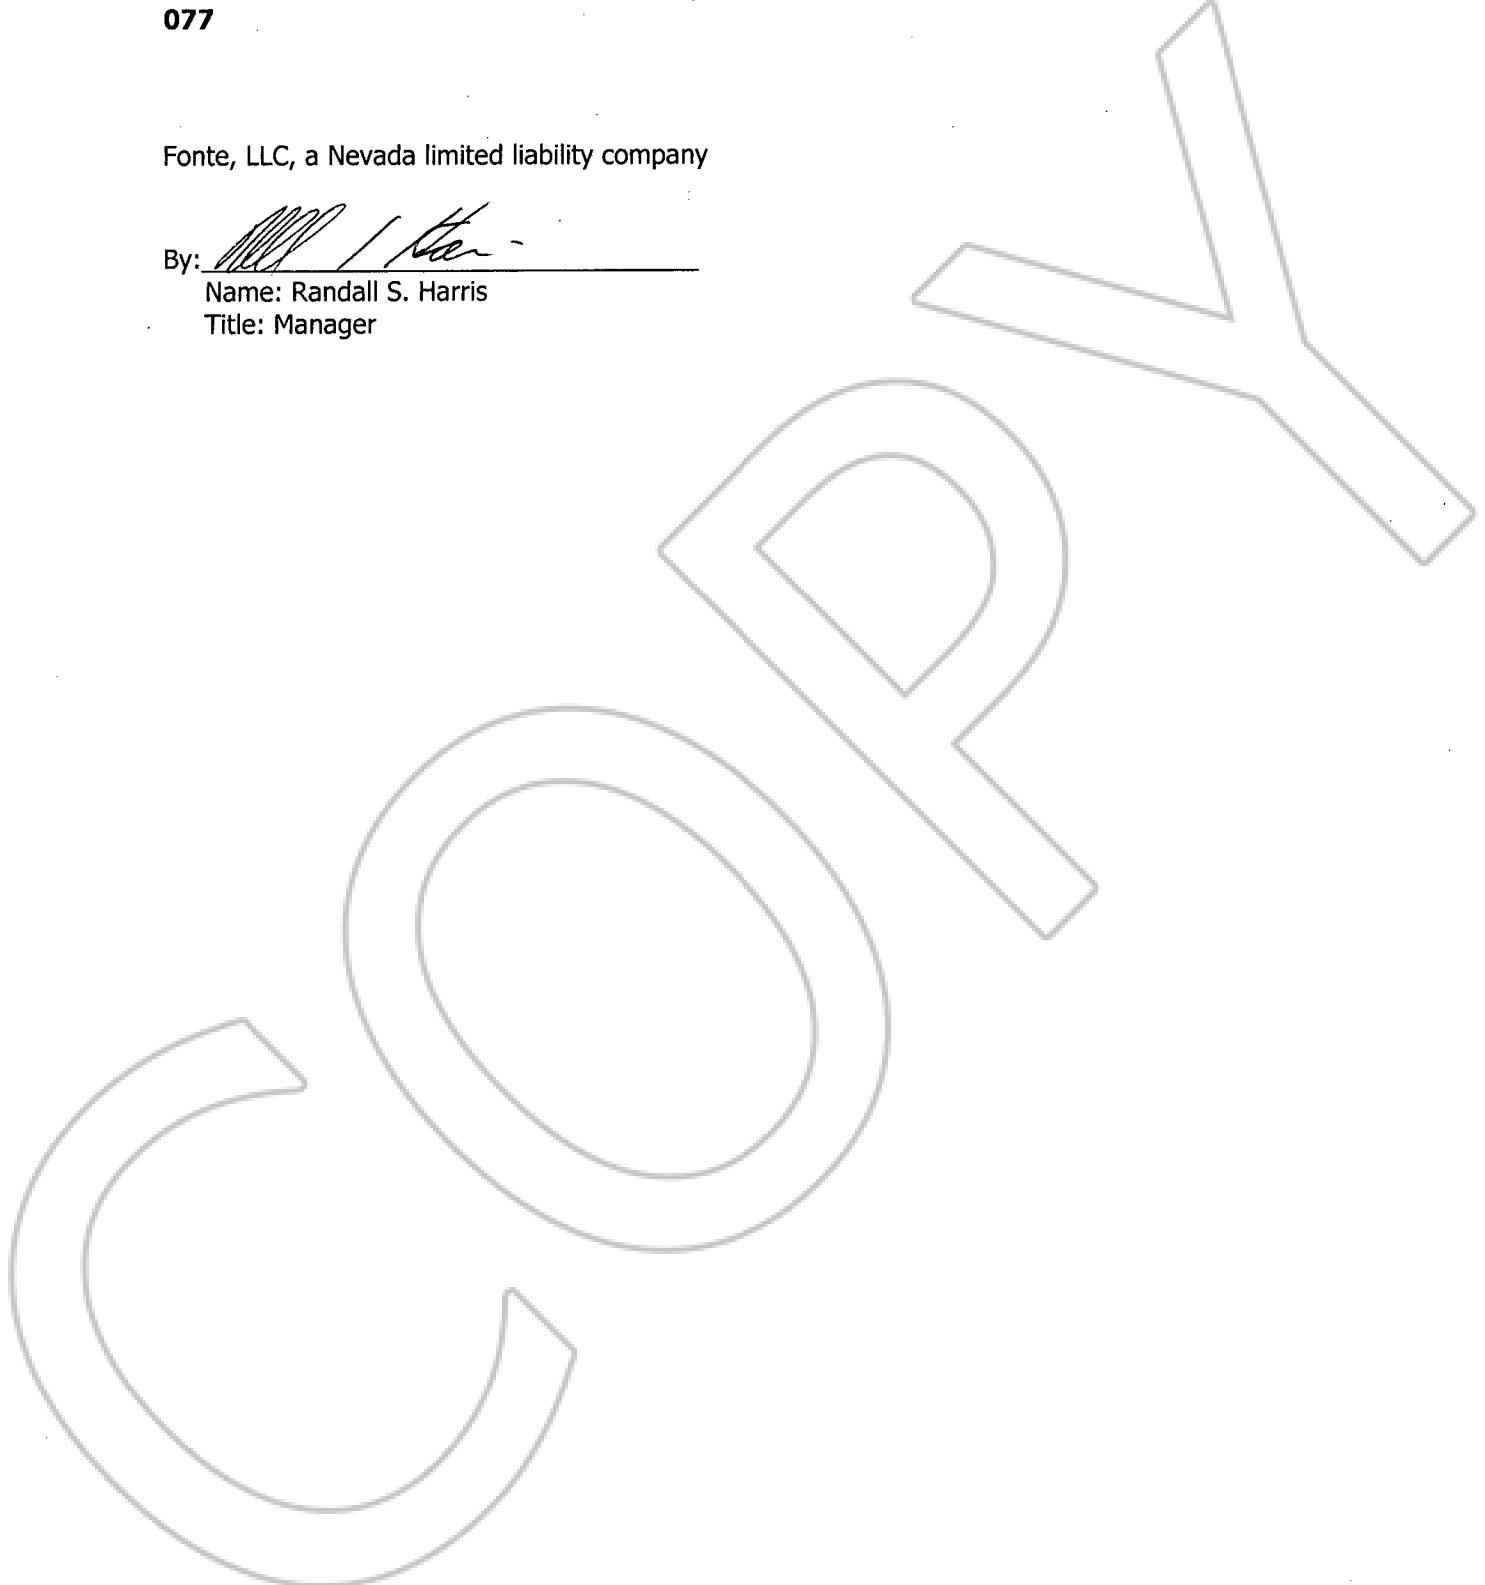 077
Fonte, LLC, a Nevada limited liability company
By:
Name: Randall S. Harris
Title: Manager
COPY